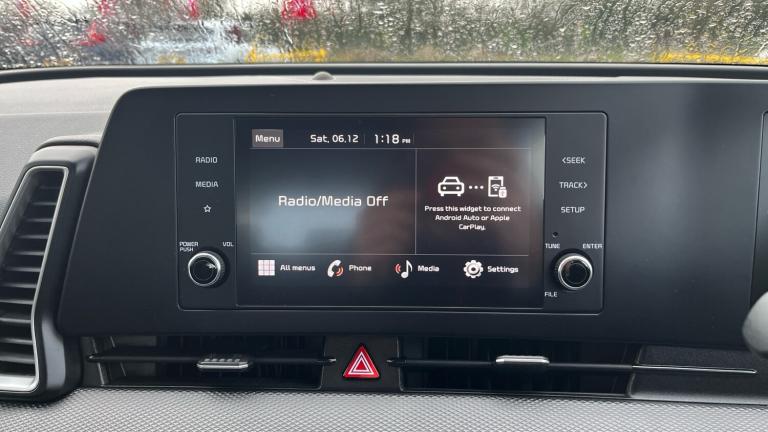 Menu Sat, 06.12 1:18 PM
RADIO
MEDIA
POWER
PUSH
VOL
Radio/Media Off
Press this widget to connect
Android Auto or Apple
CarPlay.
All menus Phone Media Settings
<SEEK
TRACK>
SETUP
TUNE ENTER
FILE